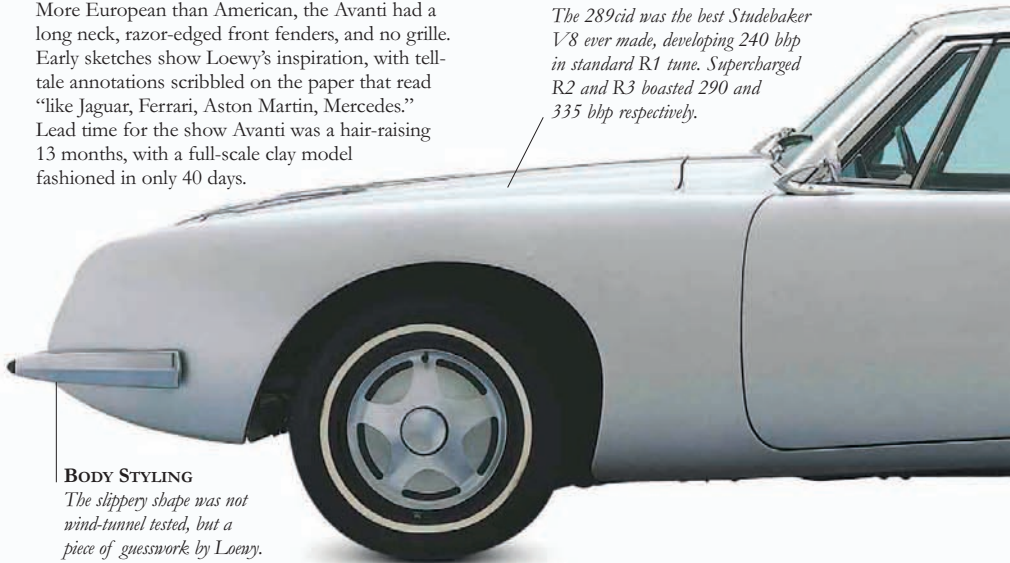 More European than American, the Avanti had a
long neck, razor-edged front fenders, and no grille.
Early sketches show Loewy’s inspiration, with tell-
tale annotations scribbled on the paper that read
“like Jaguar, Ferrari, Aston Martin, Mercedes.”
Lead time for the show Avanti was a hair-raising
13 months, with a full-scale clay model
fashioned in only 40 days.
The 289cid was the best Studebaker
V8 ever made, developing 240 bhp
in standard R1 tune. Supercharged
R2 and R3 boasted 290 and
335 bhp respectively.
BODY STYLING
The slippery shape was not
wind-tunnel tested, but a
piece of guesswork by Loewy.